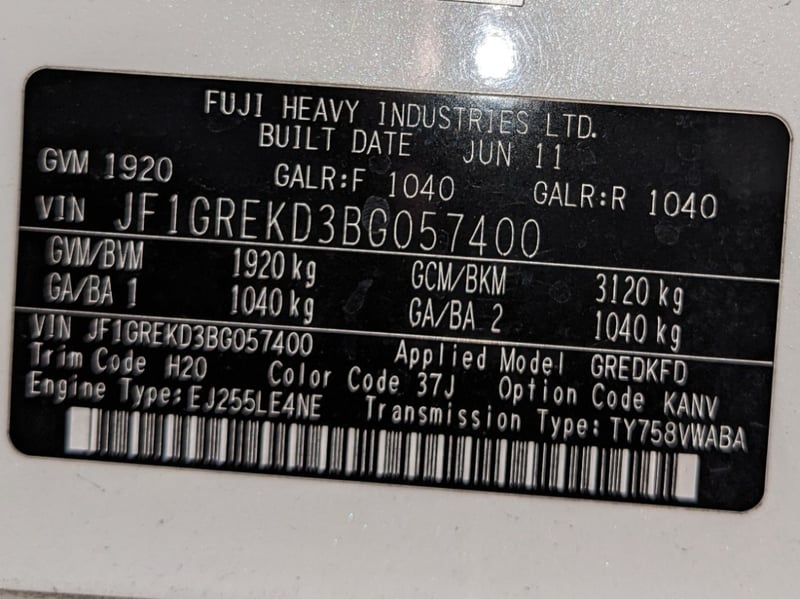 FUJI HEAVY INDUSTRIES LTD.
BUILT DATE JUN 11
GVM 1920 GALR:F 1040 GALR:R 1040
VIN JF1GREKD3BG057400
GVM/BVM 1920 kg GCM/BKM 3120 kg
GA/BA 1 1040 kg GA/BA 2 1040 kg
VIN JF1GREKD3BG057400 Applied Model GREDKFD
Trim Code H20 Color Code 37J Option Code KANV
Engine Type: EJ255LE4NE Transmission Type: TY758VWABA